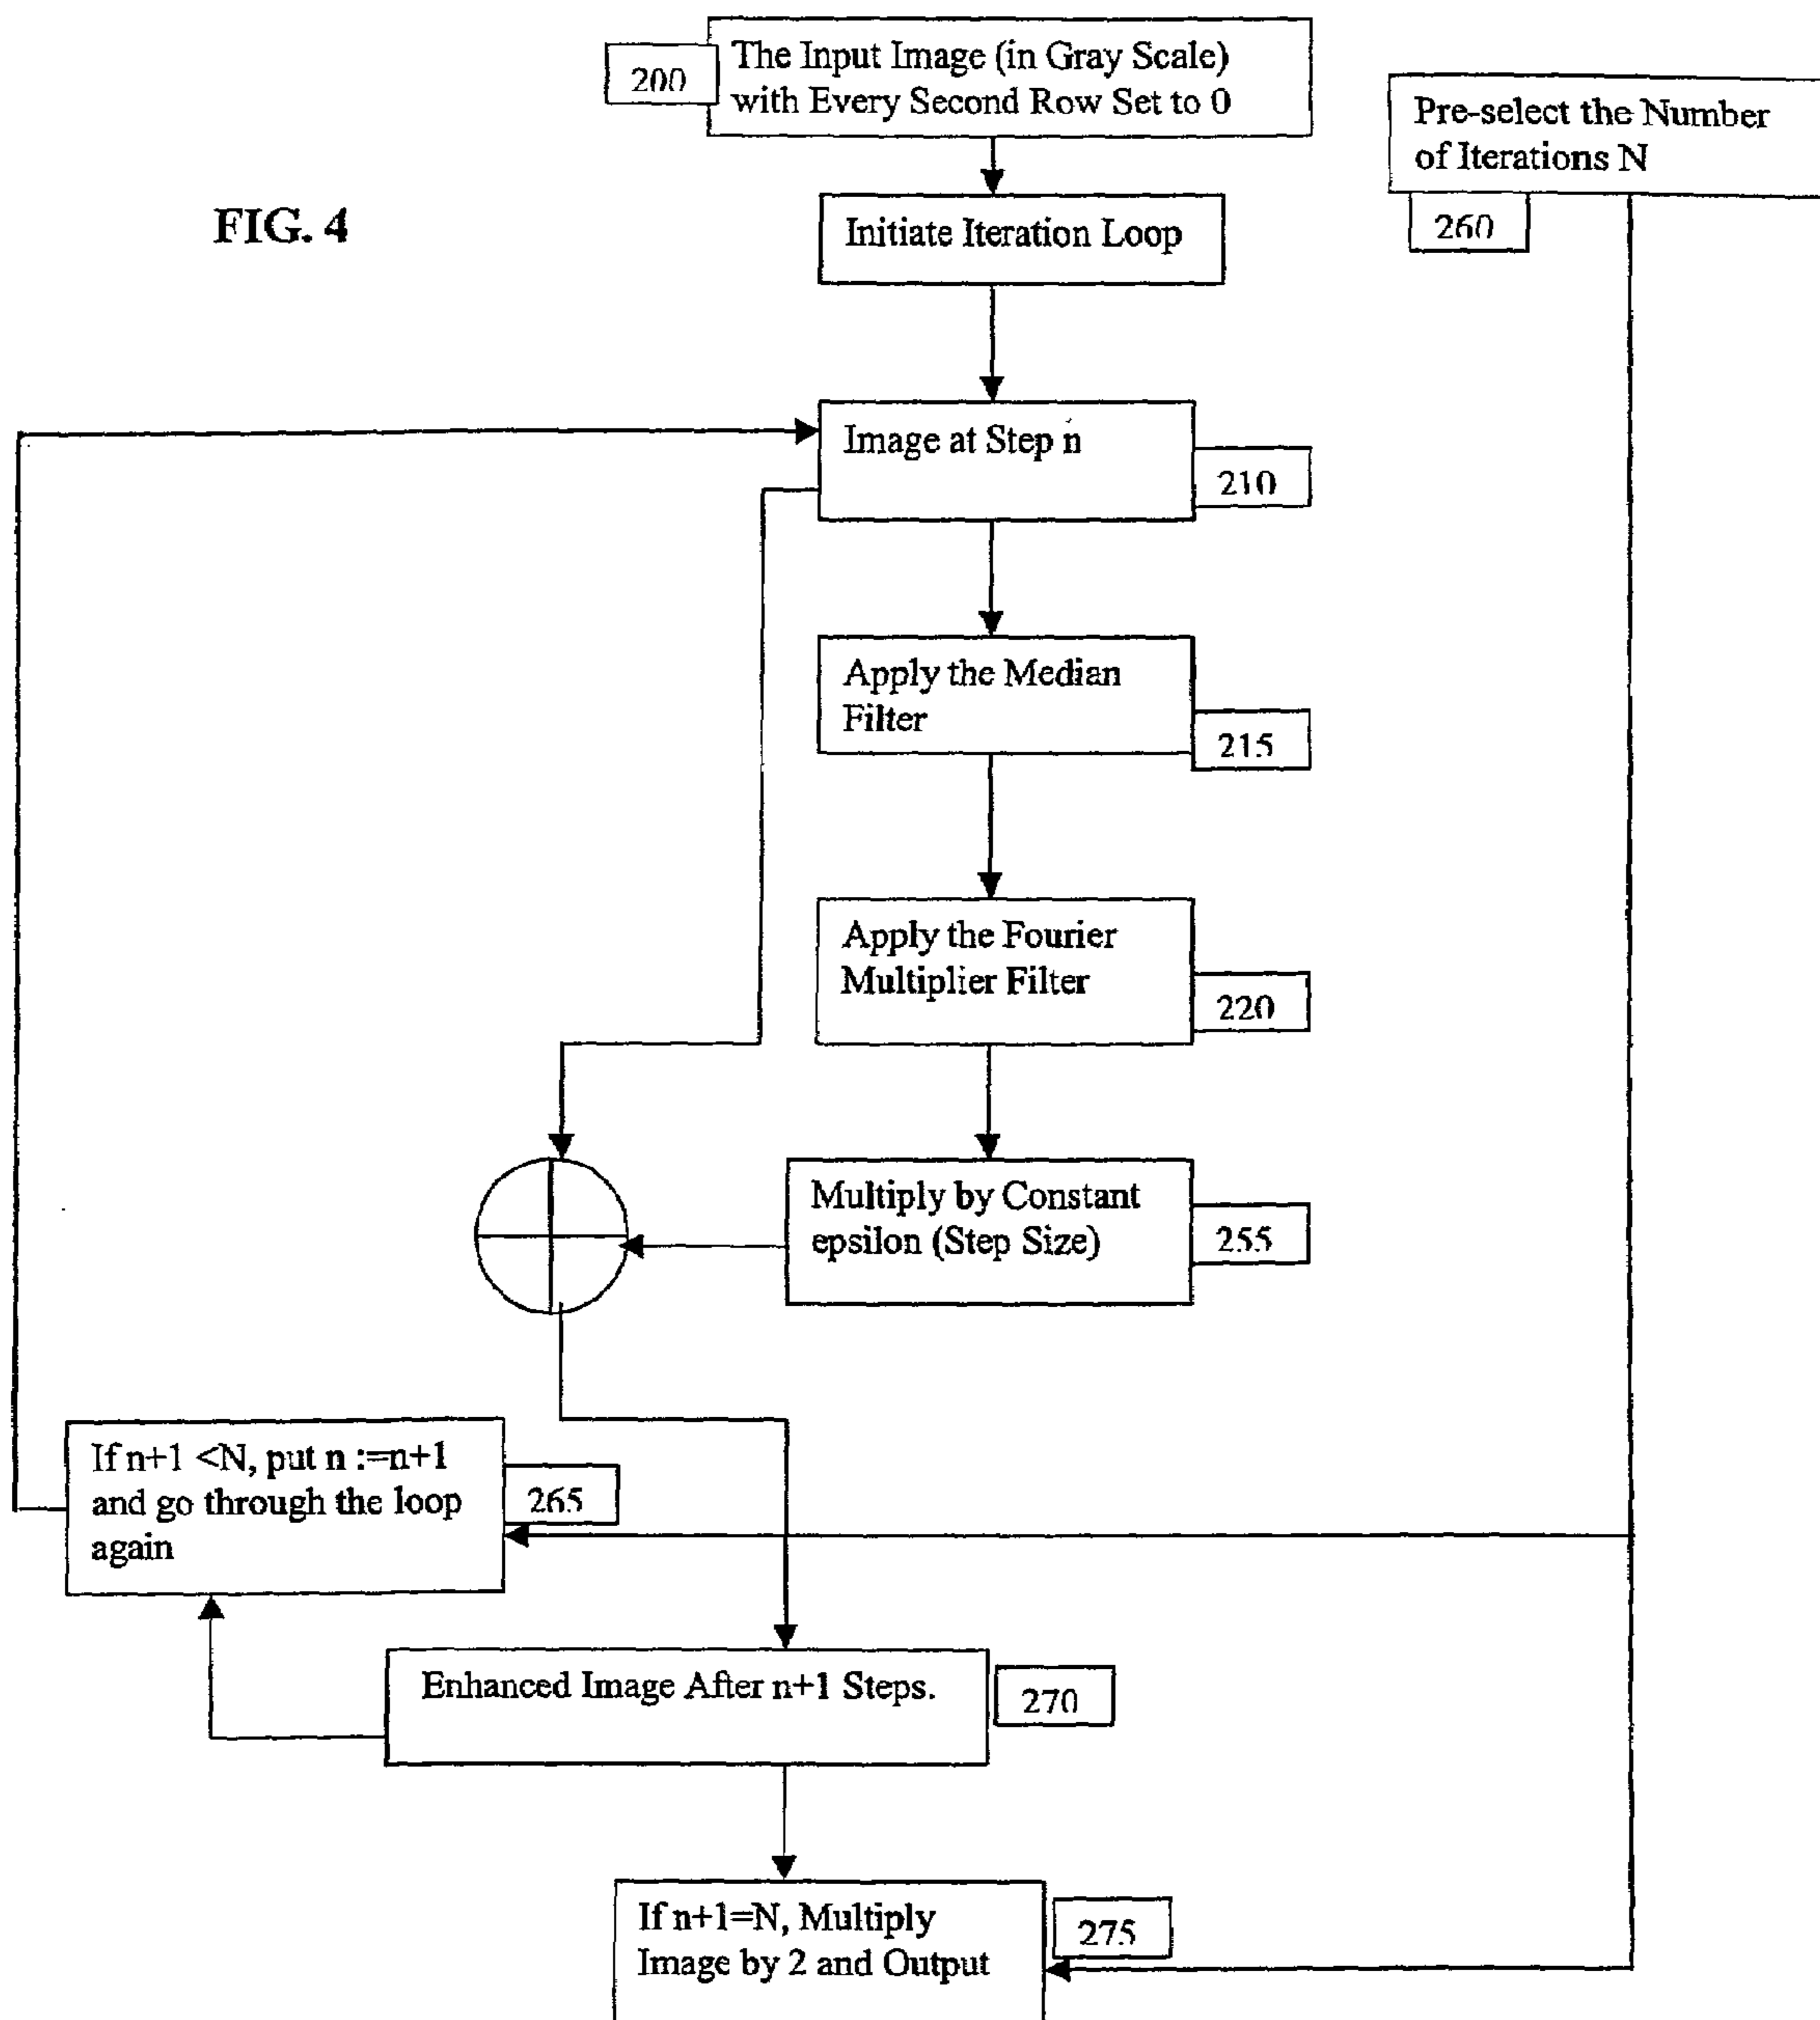 The Input Image (in Gray Scale)
with Every Second Row Set to 0
200
Pre-select the Number
of Iterations N
260
FIG. 4
Initiate Iteration Loop
Image at Step n
210
Apply the Median
Filter
215
Apply the Fourier
Multiplier Filter
220
Multiply by Constant
epsilon (Step Size)
255
If n+1 <N, put n :=n+1
and go through the loop
again
265
Enhanced Image After n+1 Steps.
270
If n+1=N, Multiply
Image by 2 and Output
275